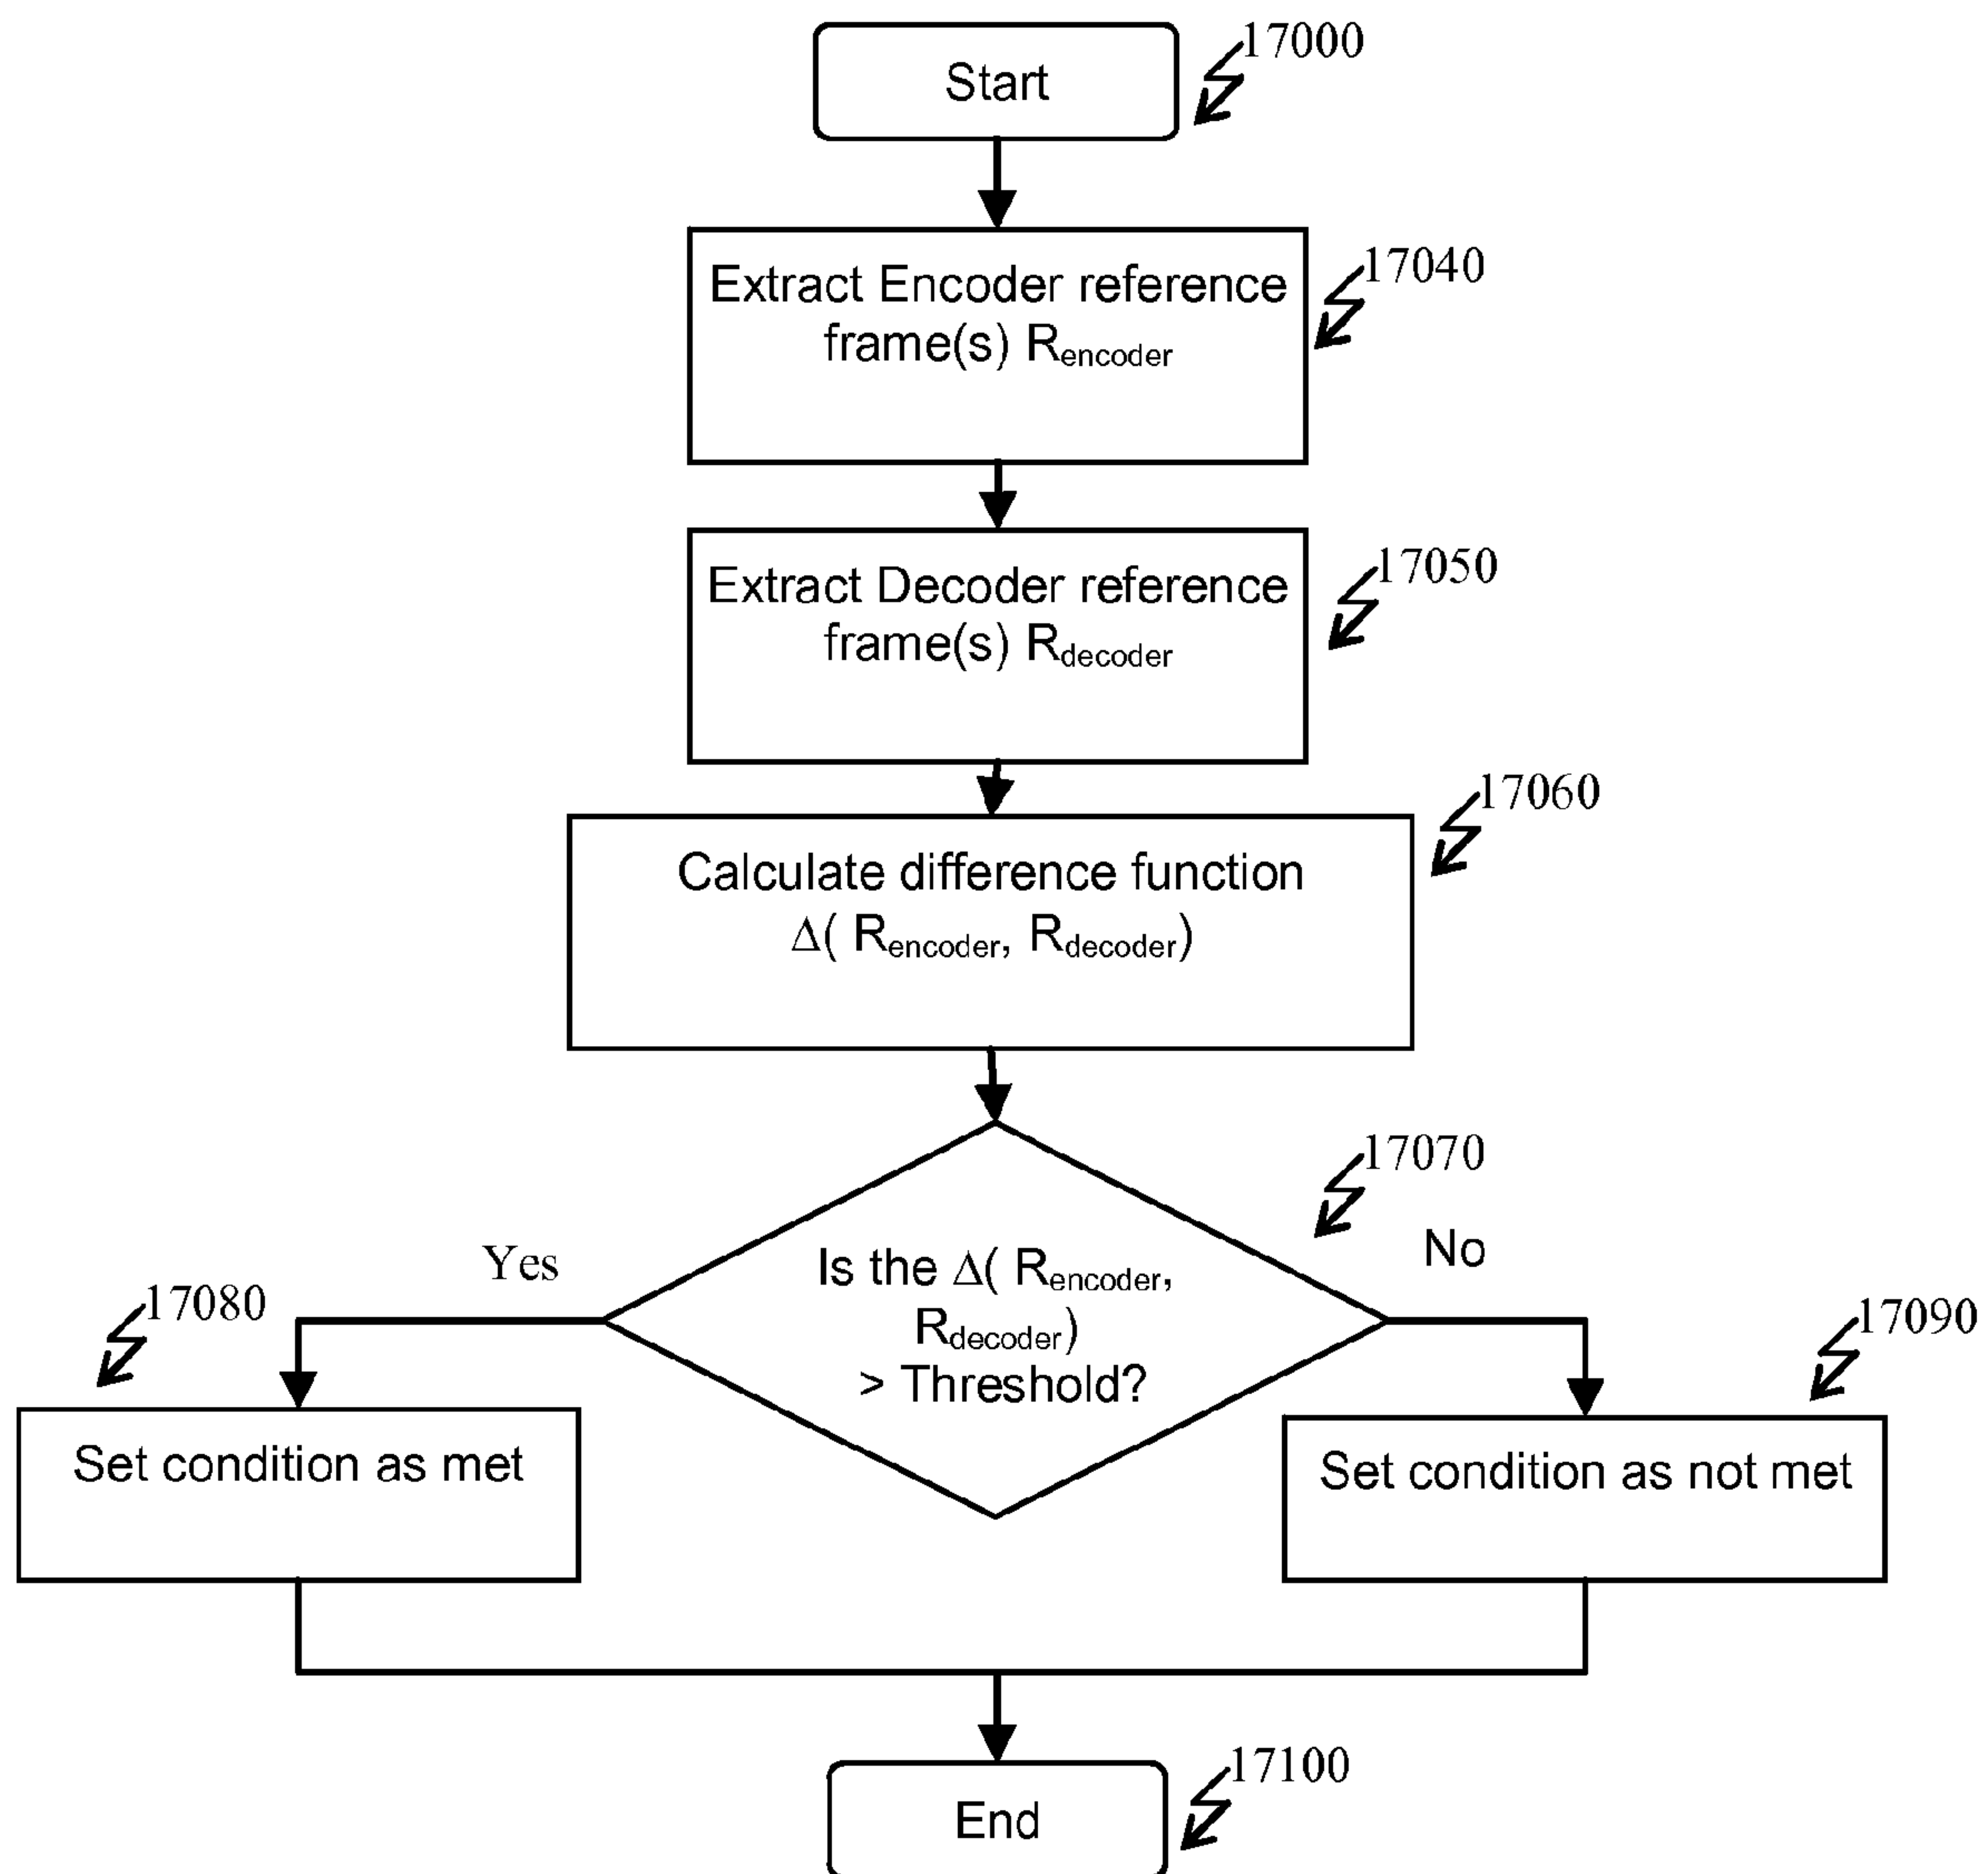 Start
17000
Extract Encoder reference
frame(s) Rencoder
17040
Extract Decoder reference
frame(s) Rdecoder
17050
Calculate difference function
Δ( Rencoder, Rdecoder)
17060
Is the Δ( Rencoder,
Rdecoder)
> Threshold?
17070
Yes
No
17080
Set condition as met
17090
Set condition as not met
End
17100